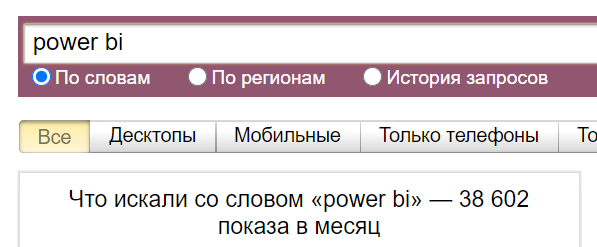 power bi
По словам По регионам История запросов
Все Десктопы Мобильные Только телефоны То
Что искали со словом «power bi» — 38 602
показа в месяц